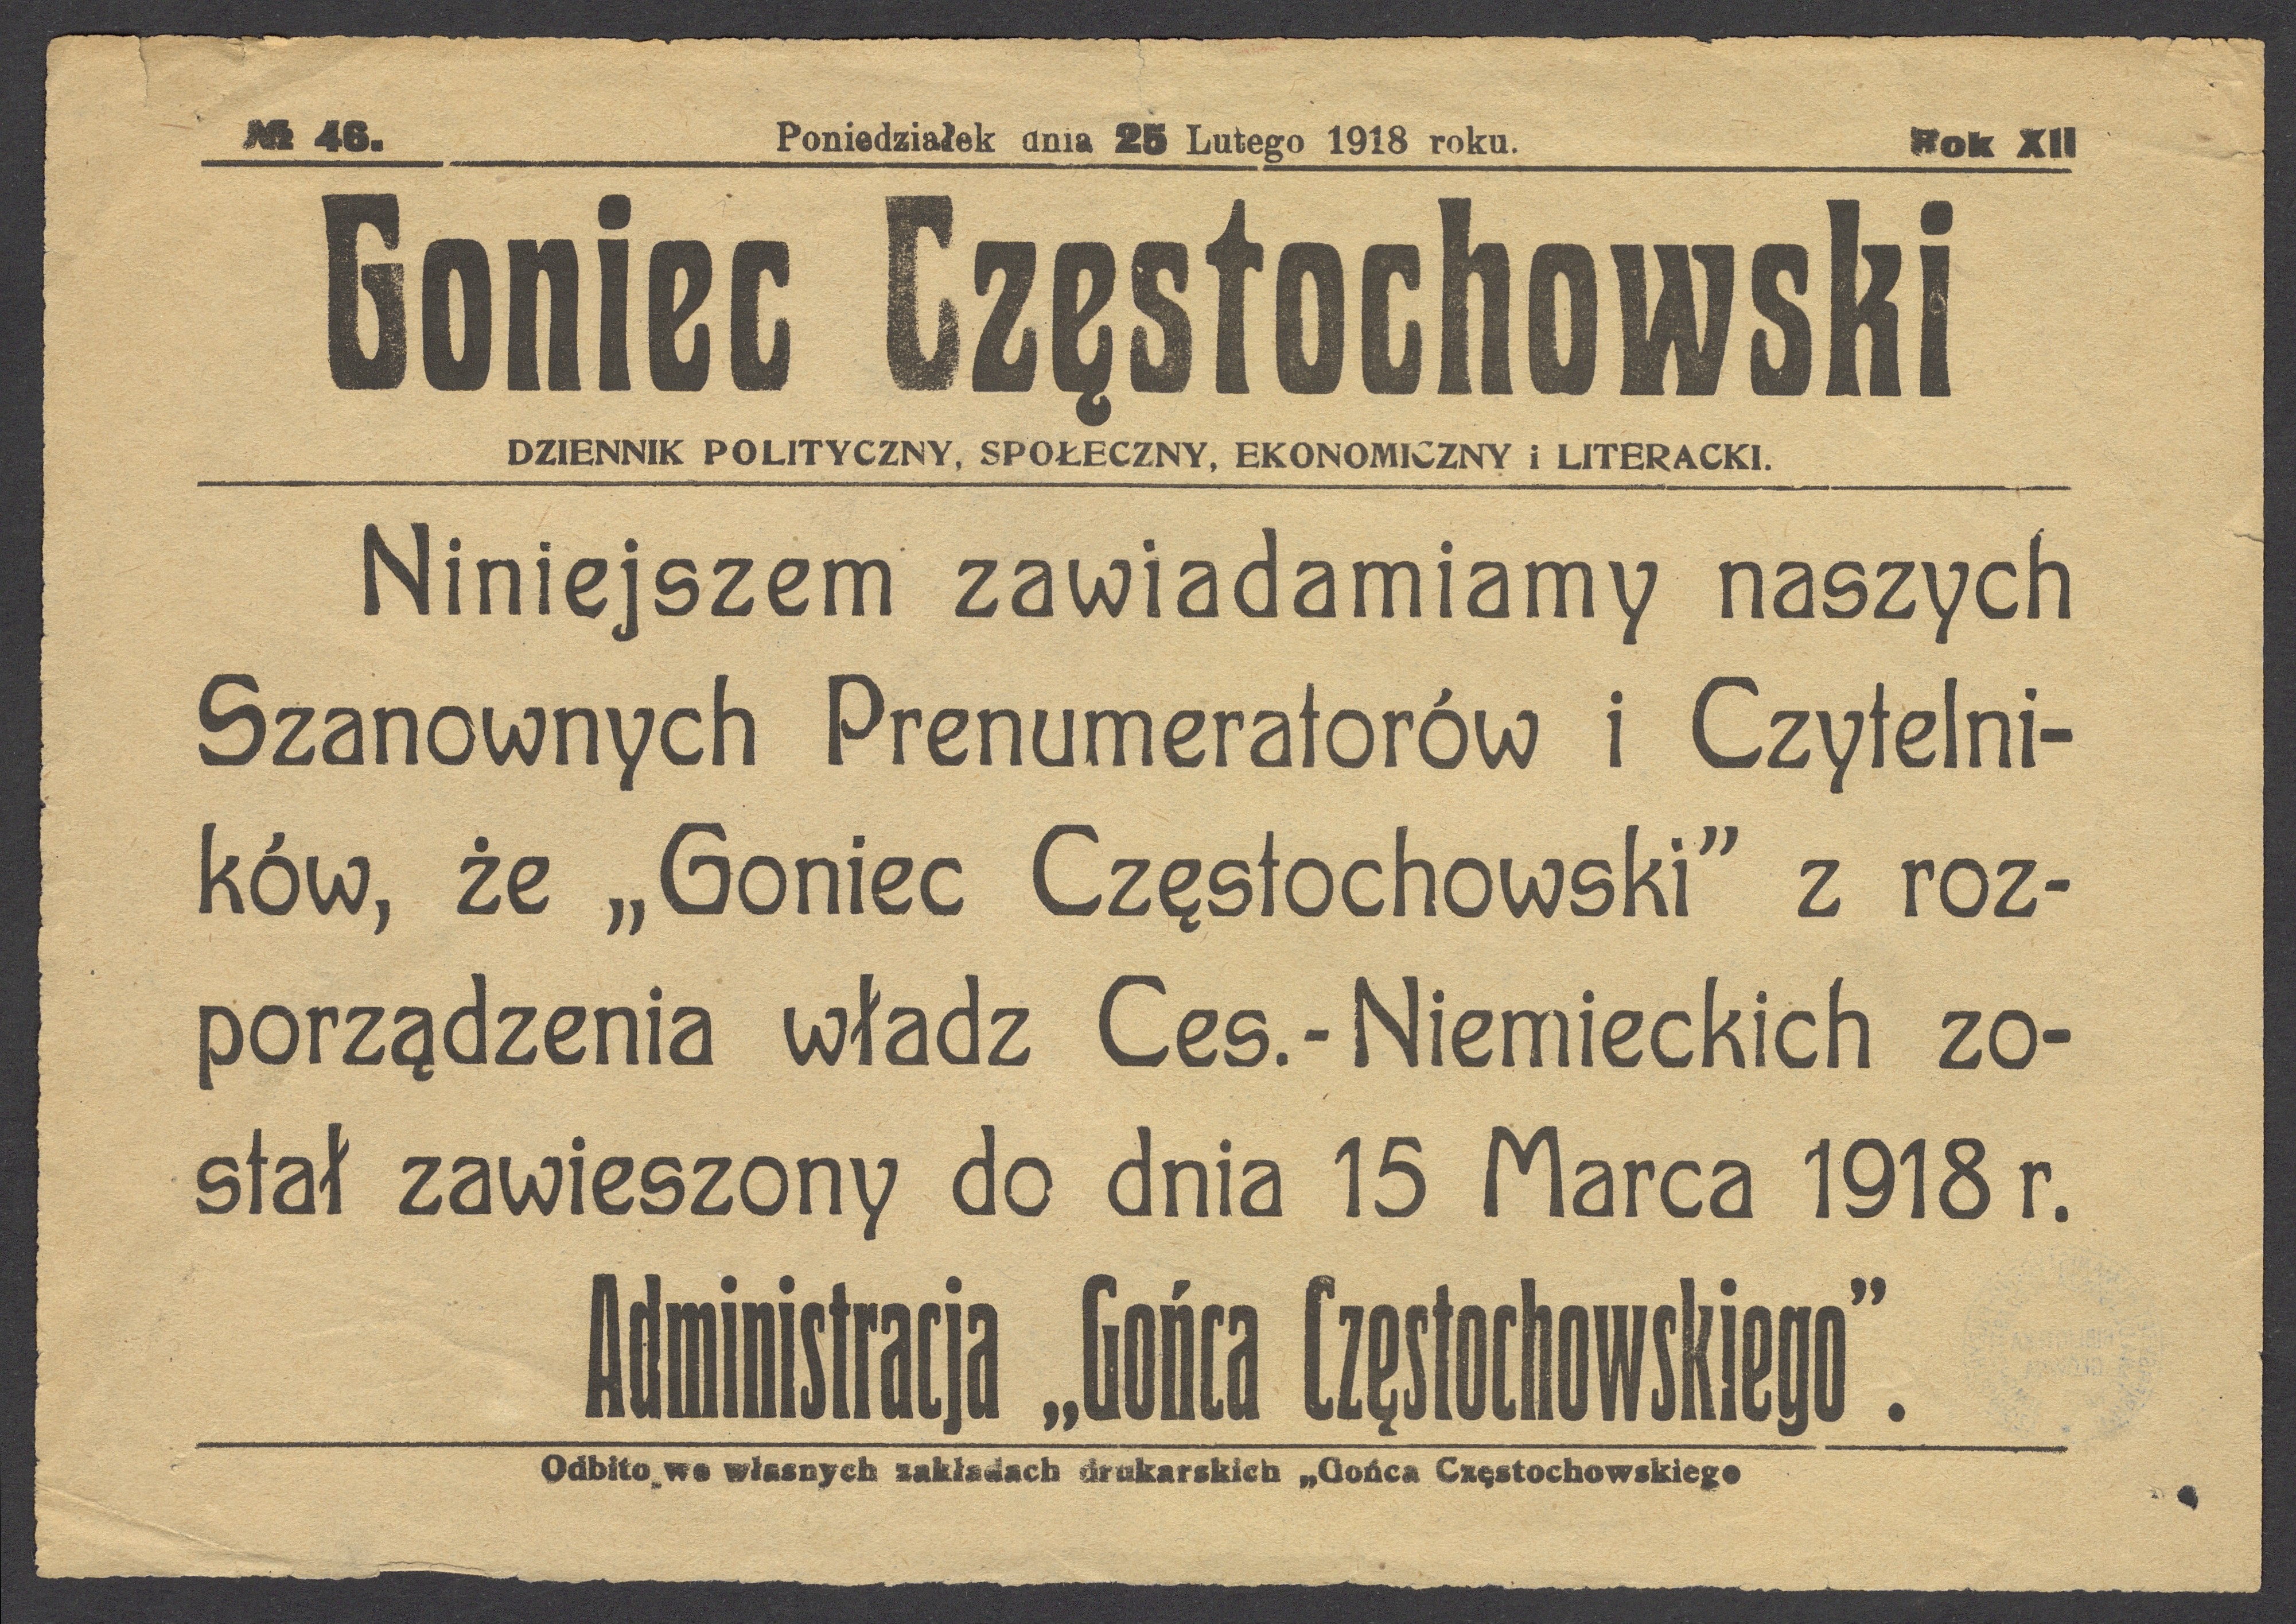 № 46.
Poniedziałek dnia 25 Lutego 1918 roku.
Rok XII
Goniec Częstochowski
DZIENNIK POLITYCZNY, SPOŁECZNY, EKONOMICZNY i LITERACKI.
Niniejszem zawiadamiamy naszych
Szanownych Prenumeratorów i Czytelni-
ków, że „Goniec Częstochowski” z roz-
porządzenia władz Ces.-Niemieckich zo-
stał zawieszony do dnia 15 Marca 1918 r.
Administracja „Gońca Częstochowskiego”.
Odbito we własnych zakładach drukarskich „Gońca Częstochowskiego